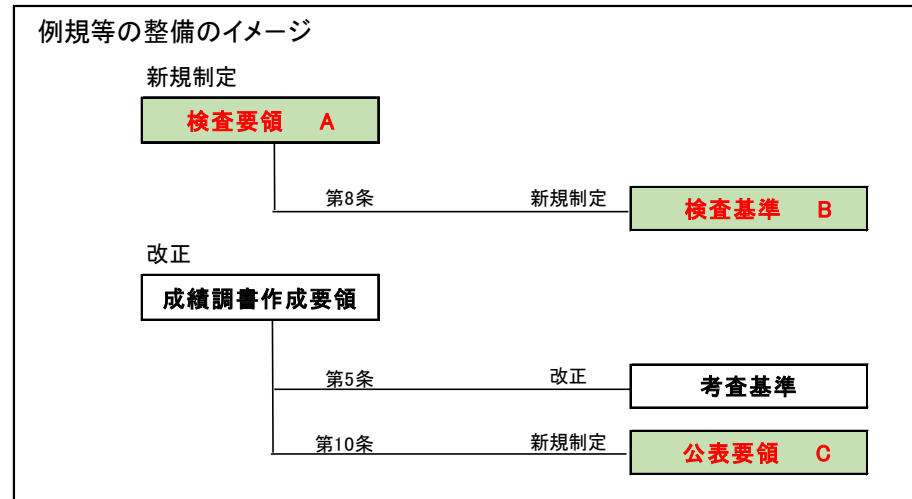 例規等の整備のイメージ
新規制定
検査要領 A
第8条 新規制定 検査基準 B
改正
成績調書作成要領
第5条 改正 考査基準
第10条 新規制定 公表要領 C